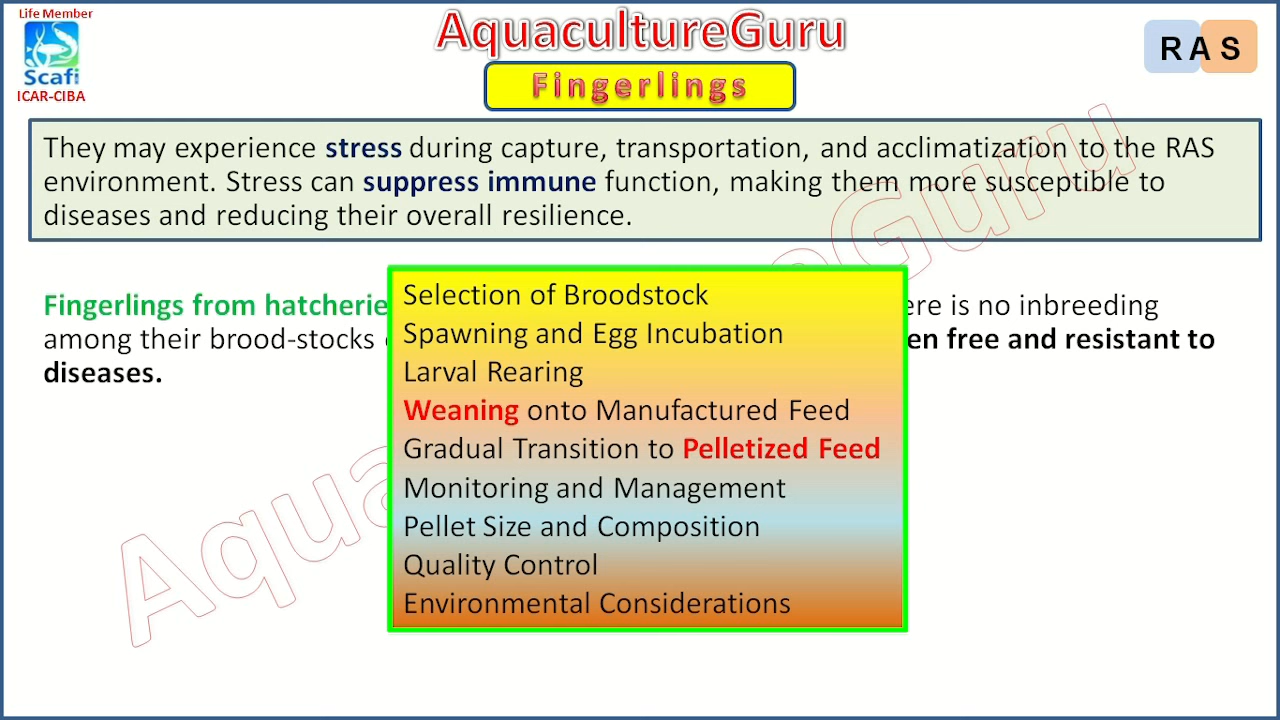 Life Member
Scafi
ICAR-CIBA
AquacultureGuru
Fingerlings
R A S
They may experience stress during capture, transportation, and acclimatization to the RAS
environment. Stress can suppress immune function, making them more susceptible to
diseases and reducing their overall resilience.
Fingerlings from
is no inbreeding
among their brood-stocks
free and resistant to
diseases.
Selection of Broodstock
Spawning and Egg Incubation
Larval Rearing
Weaning onto Manufactured Feed
Gradual Transition to Pelletized Feed
Monitoring and Management
Pellet Size and Composition
Quality Control
Environmental Considerations